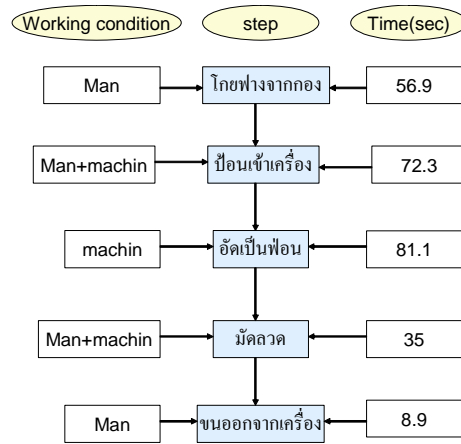 Working condition step Time(sec)
Man โกยฟางจากกอง 56.9
Man+machin ป้อนเข้าเครื่อง 72.3
machin อัดเป็นฟ่อน 81.1
Man+machin มัดลวด 35
Man ขนออกจากเครื่อง 8.9